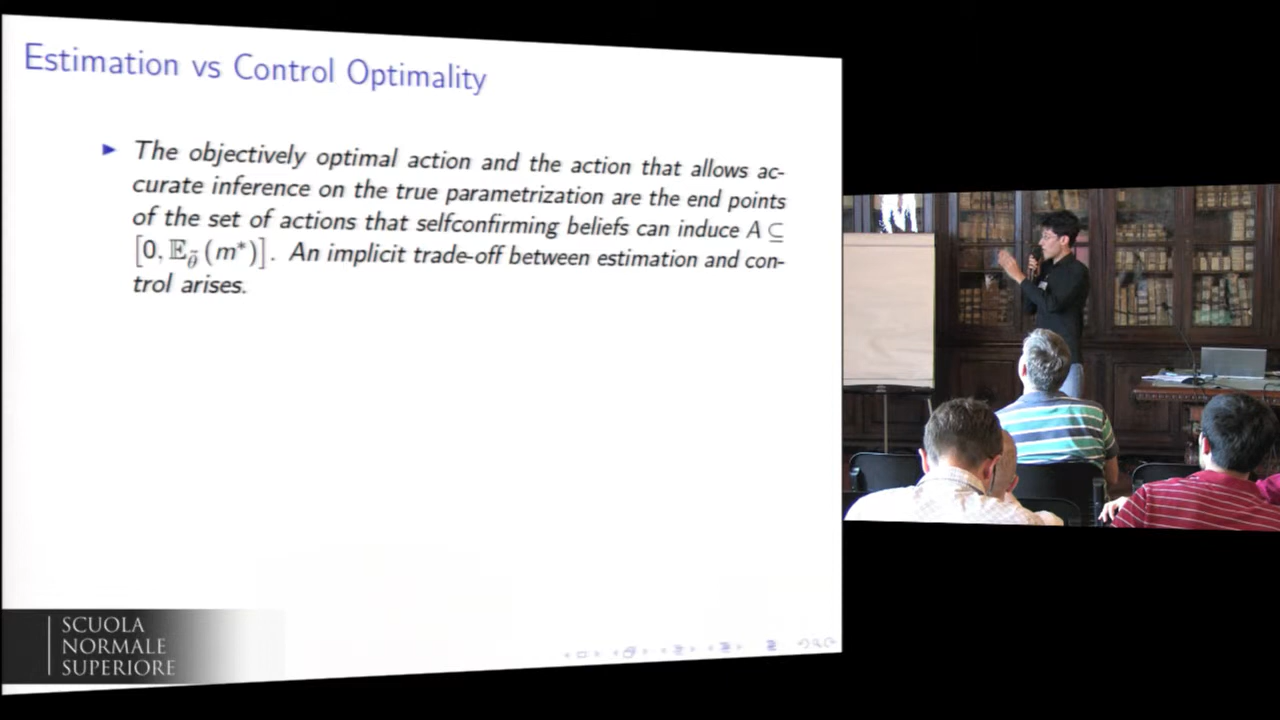 Estimation vs Control Optimality
The objectively optimal action and the action that allows ac-
curate inference on the true parametrization are the end points
of the set of actions that selfconfirming beliefs can induce A ⊆
[0, 𝔼_θ̄ (m*)]. An implicit trade-off between estimation and con-
trol arises.
SCUOLA
NORMALE
SUPERIORE